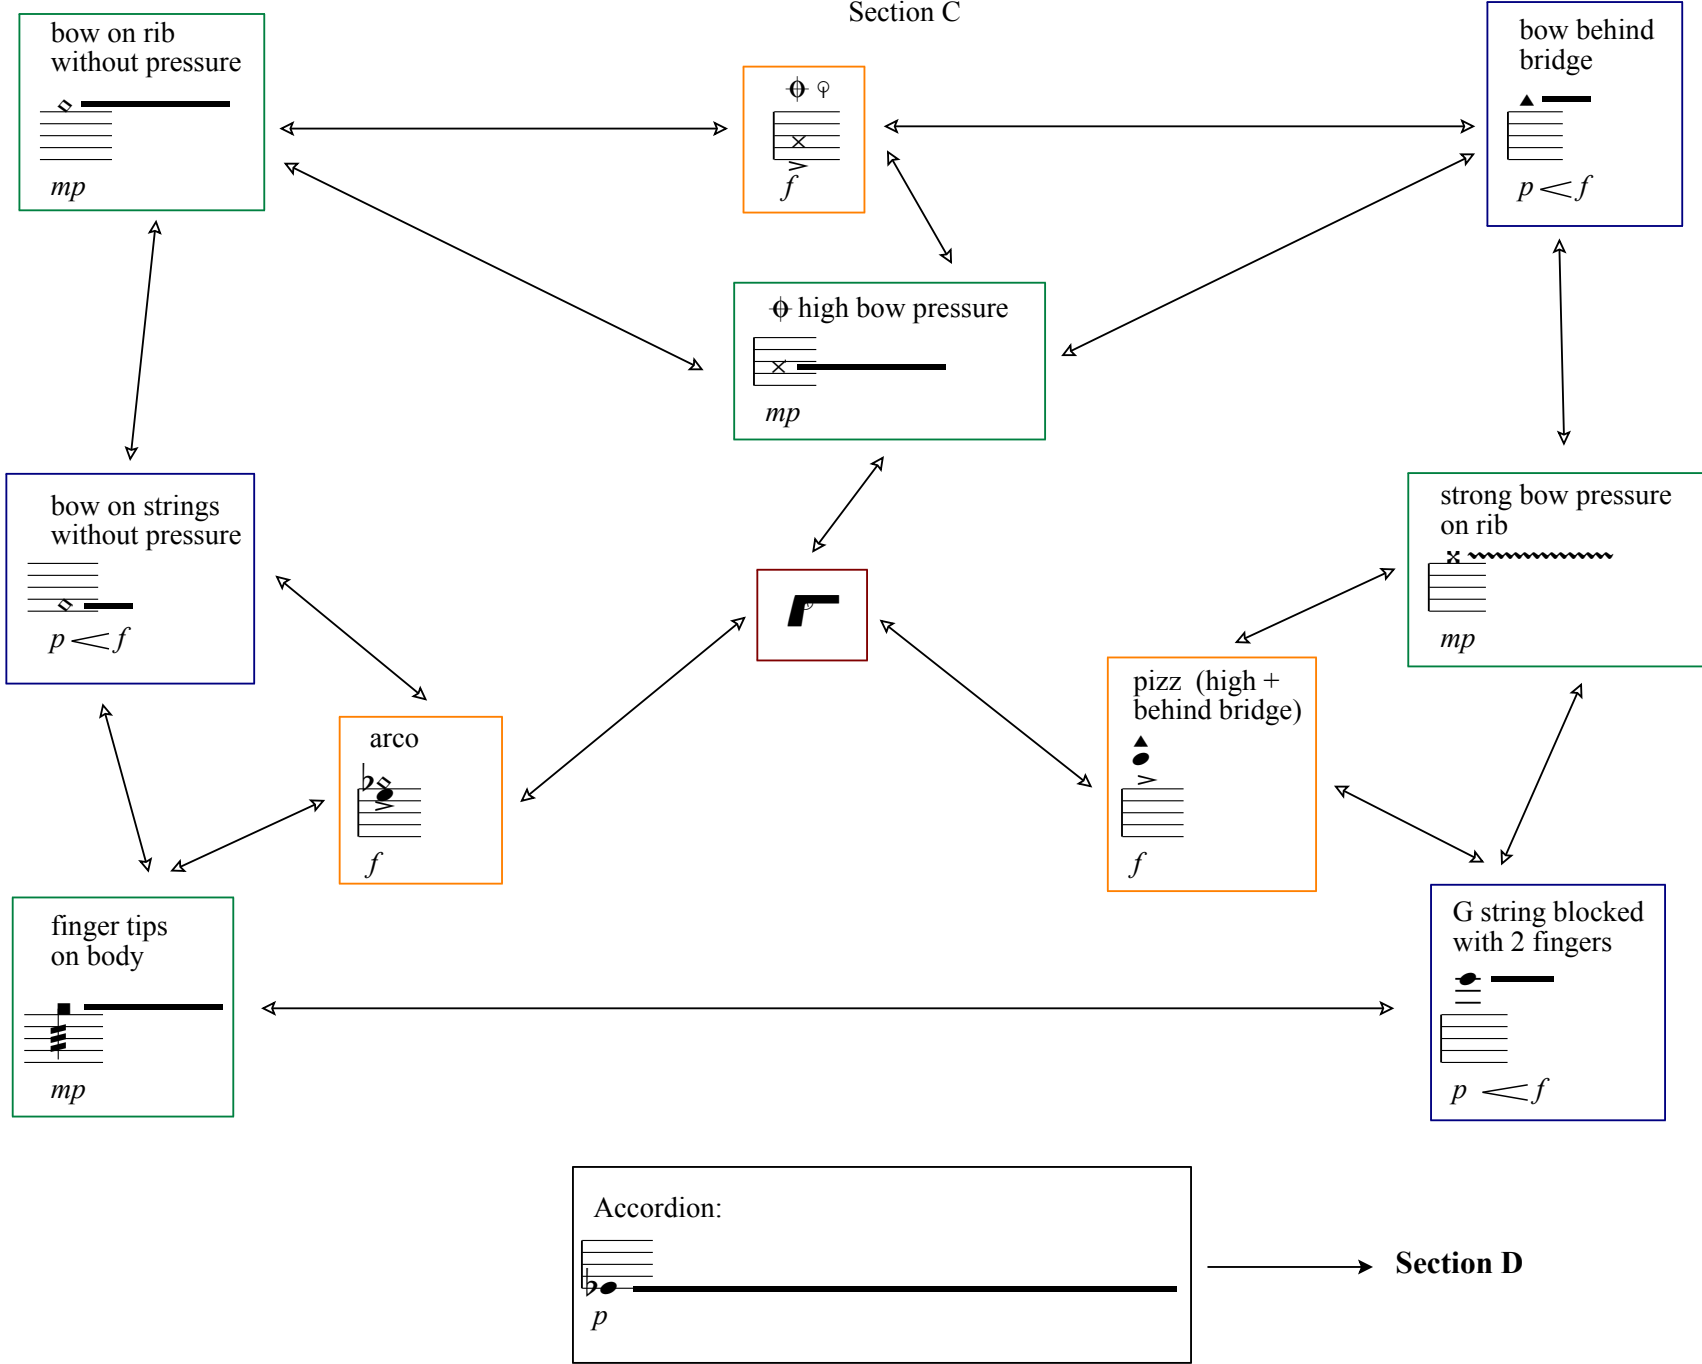 Section C
bow on rib
without pressure
mp
f
bow behind
bridge
p f
high bow pressure
mp
bow on strings
without pressure
p f
strong bow pressure
on rib
mp
arco
f
pizz (high +
behind bridge)
f
finger tips
on body
mp
G string blocked
with 2 fingers
p f
Accordion:
p
Section D